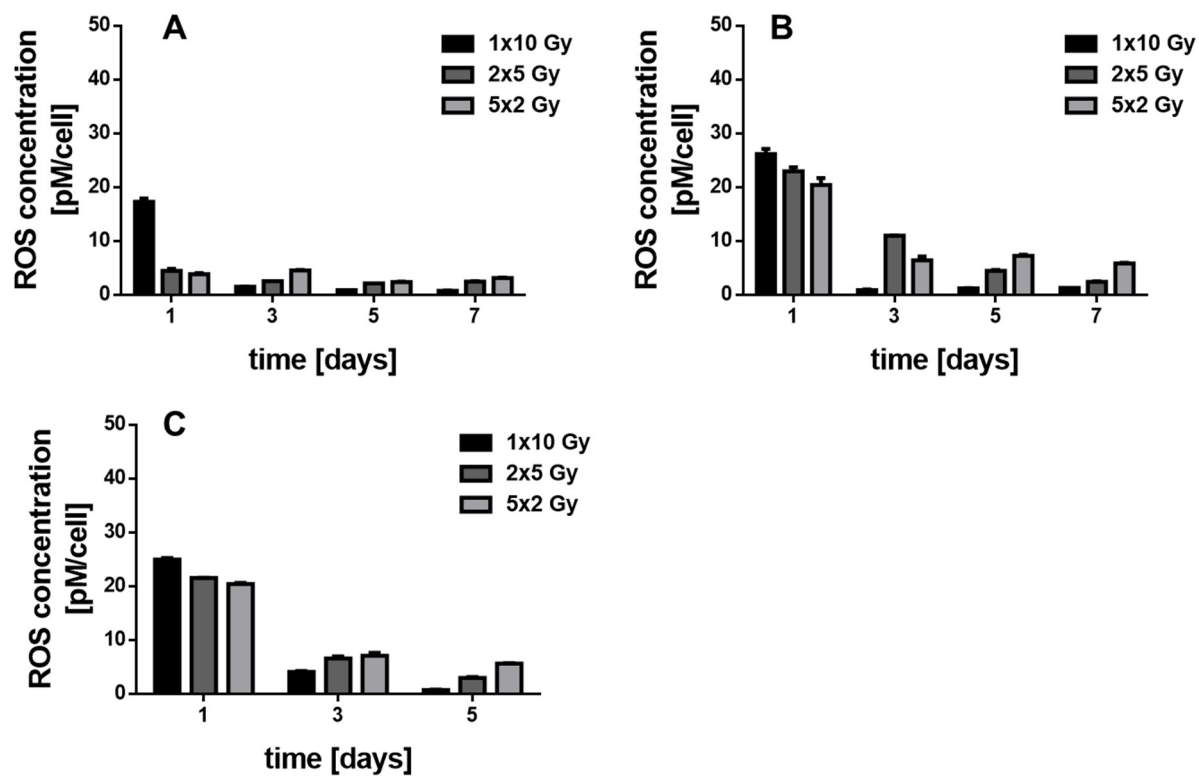 A
ROS concentration
[pM/cell]
50
40
30
20
10
0
1x10 Gy
2x5 Gy
5x2 Gy
1 3 5 7
time [days]
B
ROS concentration
[pM/cell]
50
40
30
20
10
0
1x10 Gy
2x5 Gy
5x2 Gy
1 3 5 7
time [days]
C
ROS concentration
[pM/cell]
50
40
30
20
10
0
1x10 Gy
2x5 Gy
5x2 Gy
1 3 5
time [days]